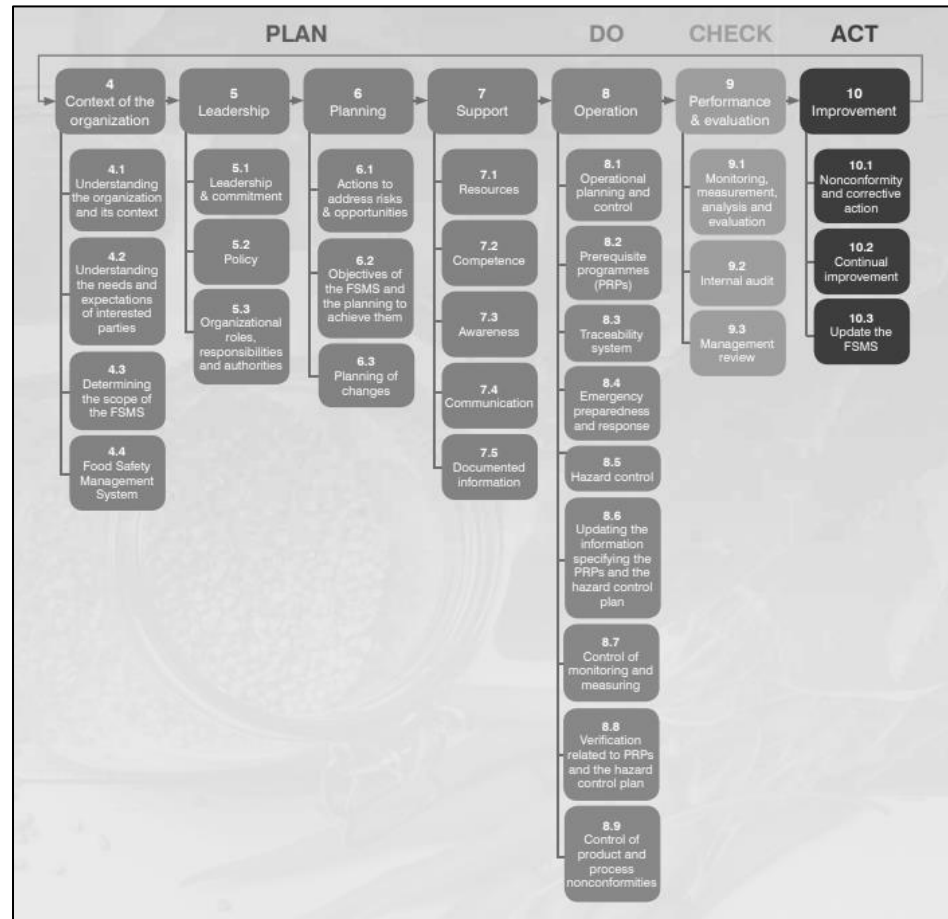 PLAN
DO
CHECK
ACT
4
Context of the
organization
5
Leadership
6
Planning
7
Support
8
Operation
9
Performance
& evaluation
10
Improvement
4.1
Understanding
the organization
and its context
4.2
Understanding
the needs and
expectations
of interested
parties
4.3
Determining
the scope of
the FSMS
4.4
Food Safety
Management
System
5.1
Leadership
& commitment
5.2
Policy
5.3
Organizational
roles,
responsibilities
and authorities
6.1
Actions to
address risks
& opportunities
6.2
Objectives of
the FSMS and
the planning to
achieve them
6.3
Planning of
changes
7.1
Resources
7.2
Competence
7.3
Awareness
7.4
Communication
7.5
Documented
information
8.1
Operational
planning and
control
8.2
Prerequisite
programmes
(PRPs)
8.3
Traceability
system
8.4
Emergency
preparedness
and response
8.5
Hazard control
8.6
Updating the
information
specifying the
PRPs and the
hazard control
plan
8.7
Control of
monitoring and
measuring
8.8
Verification
related to PRPs
and the hazard
control plan
8.9
Control of
product and
process
nonconformities
9.1
Monitoring,
measurement,
analysis and
evaluation
9.2
Internal audit
9.3
Management
review
10.1
Nonconformity
and corrective
action
10.2
Continual
improvement
10.3
Update the
FSMS